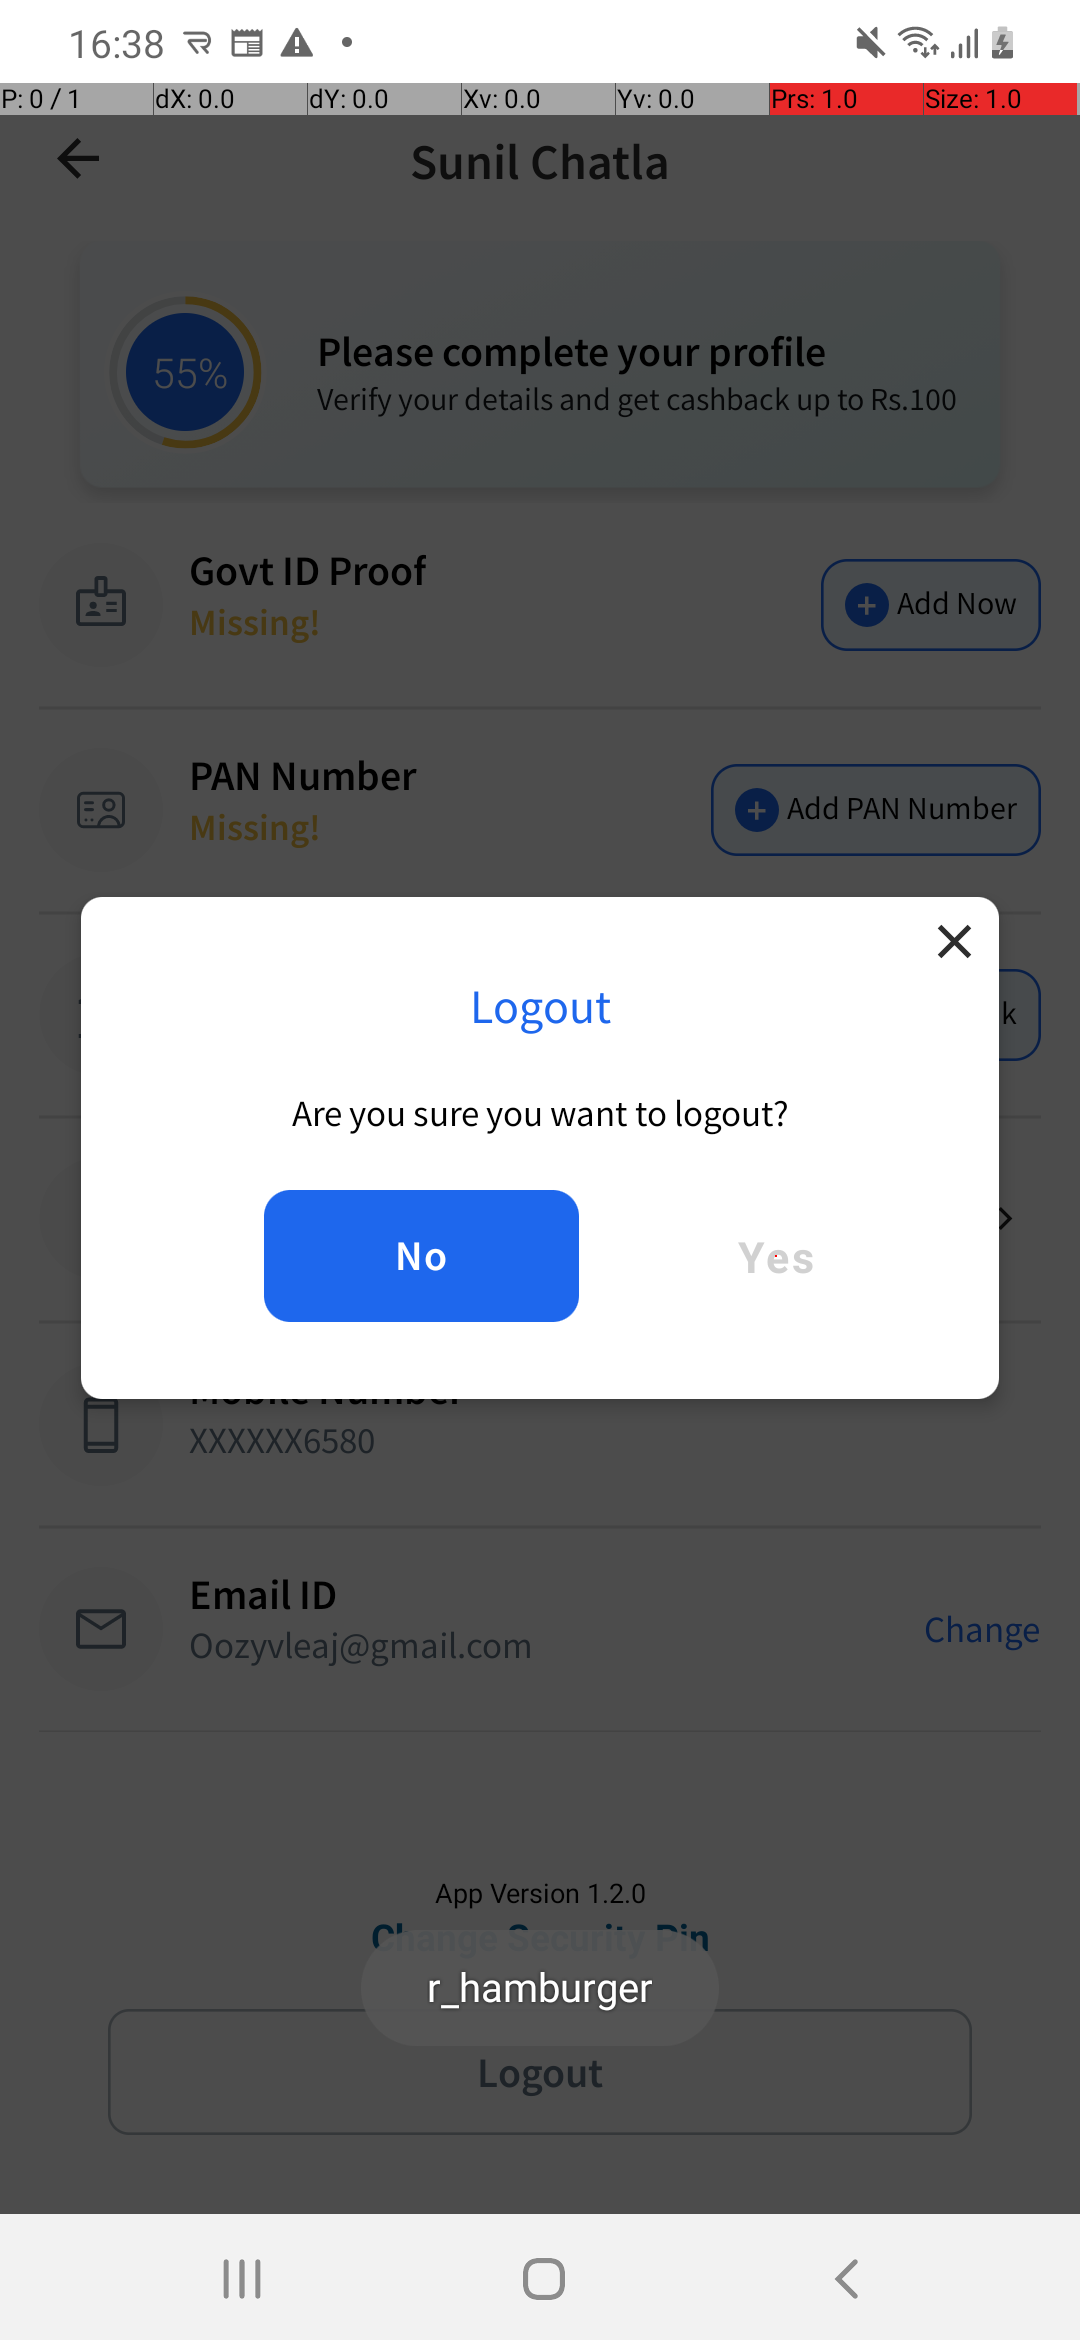 16:38
P: 0 / 1 dX: 0.0 dY: 0.0 Xv: 0.0 Yv: 0.0 Prs: 1.0 Size: 1.0
Sunil Chatla
55%
Please complete your profile
Verify your details and get cashback up to Rs.100
Govt ID Proof
Missing!
Add Now
PAN Number
Missing!
Add PAN Number
k
Logout
Are you sure you want to logout?
No Yes
Mobile Number
XXXXXX6580
Email ID
Oozyvleaj@gmail.com
Change
App Version 1.2.0
Change Security Pin
r_hamburger
Logout